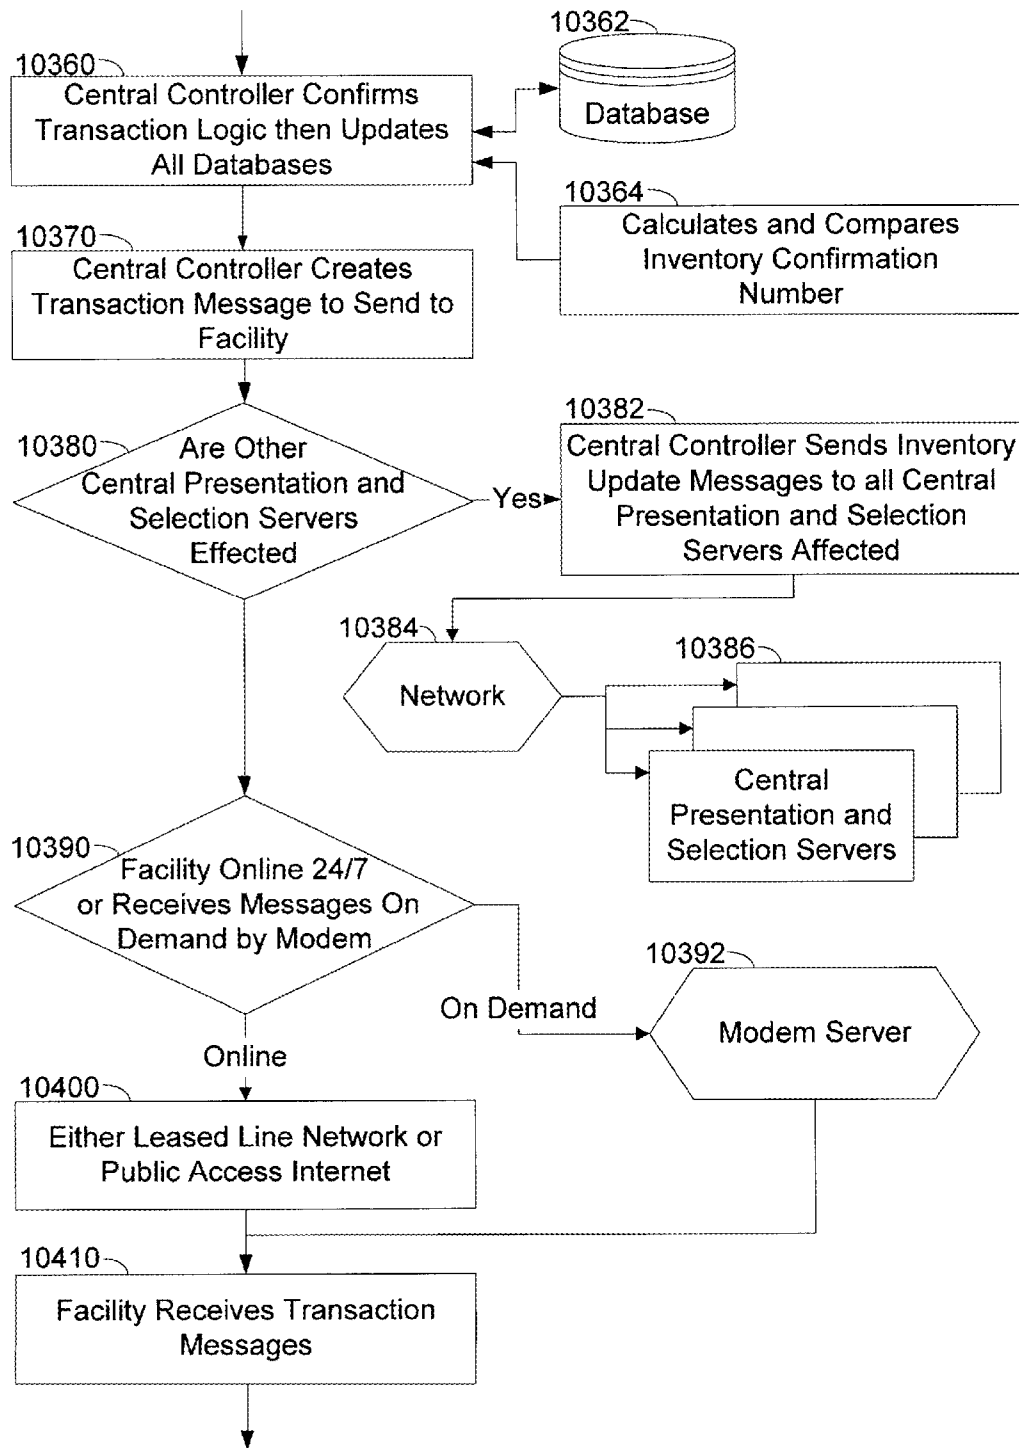 10360
Central Controller Confirms
Transaction Logic then Updates
All Databases
10362
Database
10364
Calculates and Compares
Inventory Confirmation
Number
10370
Central Controller Creates
Transaction Message to Send to
Facility
10380
Are Other
Central Presentation and
Selection Servers
Effected
Yes
10382
Central Controller Sends Inventory
Update Messages to all Central
Presentation and Selection
Servers Affected
10384
Network
10386
Central
Presentation and
Selection Servers
10390
Facility Online 24/7
or Receives Messages On
Demand by Modem
On Demand
10392
Modem Server
Online
10400
Either Leased Line Network or
Public Access Internet
10410
Facility Receives Transaction
Messages